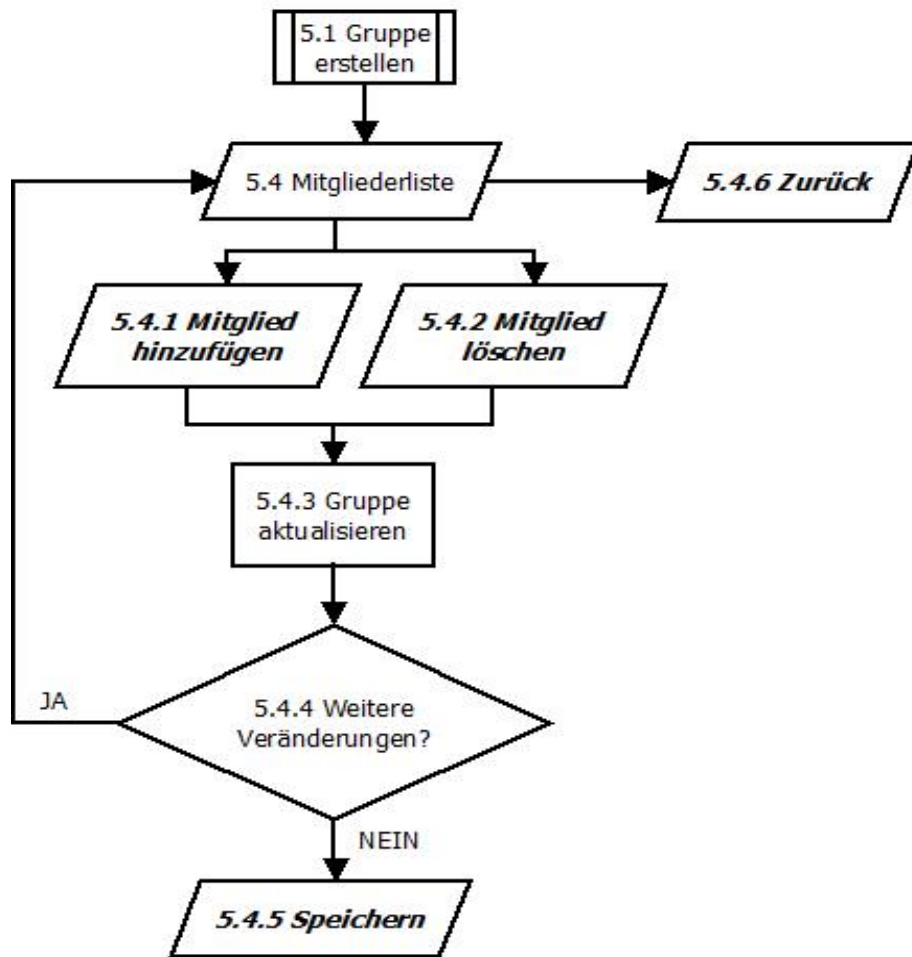 5.1 Gruppe
erstellen
5.4 Mitgliederliste
5.4.6 Zurück
5.4.1 Mitglied
hinzufügen
5.4.2 Mitglied
löschen
5.4.3 Gruppe
aktualisieren
5.4.4 Weitere
Veränderungen?
JA
NEIN
5.4.5 Speichern